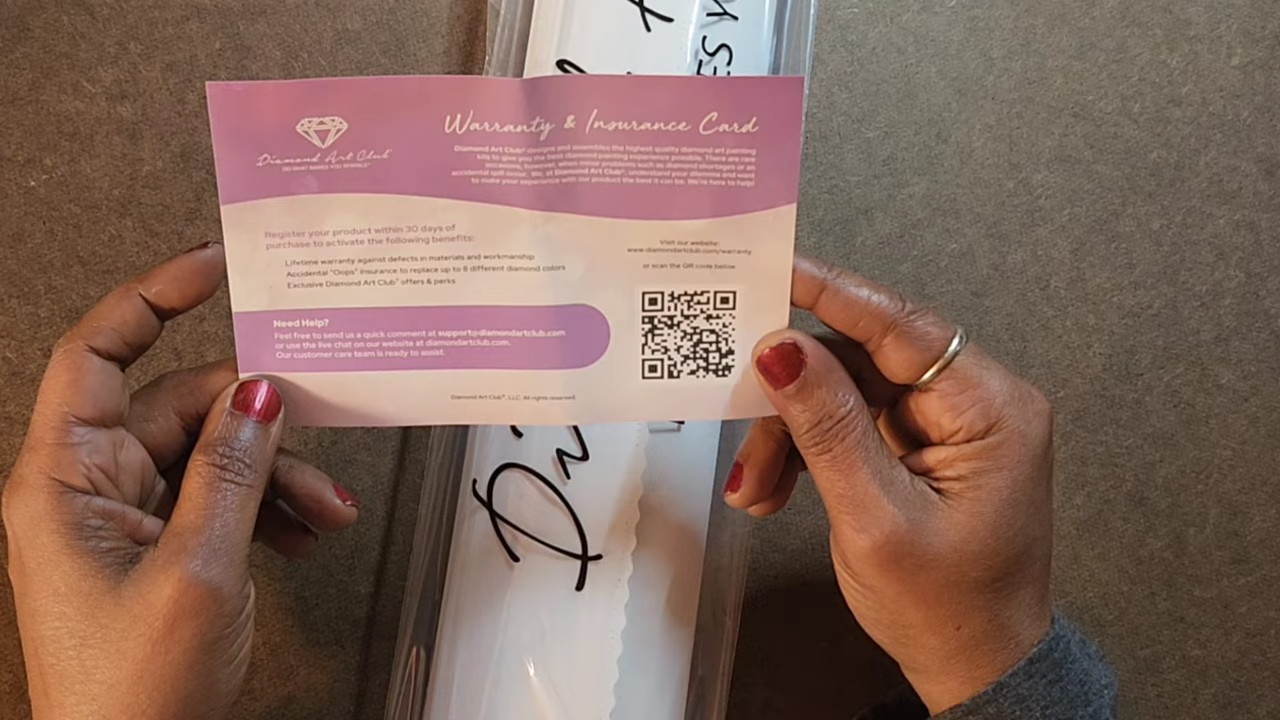 Diamond Art Club®
DO WHAT MAKES YOU SPARKLE™
Warranty & Insurance Card
Diamond Art Club® designs and assembles the highest quality diamond art painting
kits to give you the best diamond painting experience possible. There are rare
occasions, however, when minor problems such as diamond shortages or an
accidental spill occur. We, at Diamond Art Club®, understand your dilemma and want
to make your experience with our product the best it can be. We're here to help!
Register your product within 30 days of
purchase to activate the following benefits:
Lifetime warranty against defects in materials and workmanship
Accidental "Oops" insurance to replace up to 8 different diamond colors
Exclusive Diamond Art Club® offers & perks
Need Help?
Feel free to send us a quick comment at support@diamondartclub.com
or use the live chat on our website at diamondartclub.com.
Our customer care team is ready to assist.
Visit our website:
www.diamondartclub.com/warranty
or scan the QR code below
Diamond Art Club®, LLC. All rights reserved.